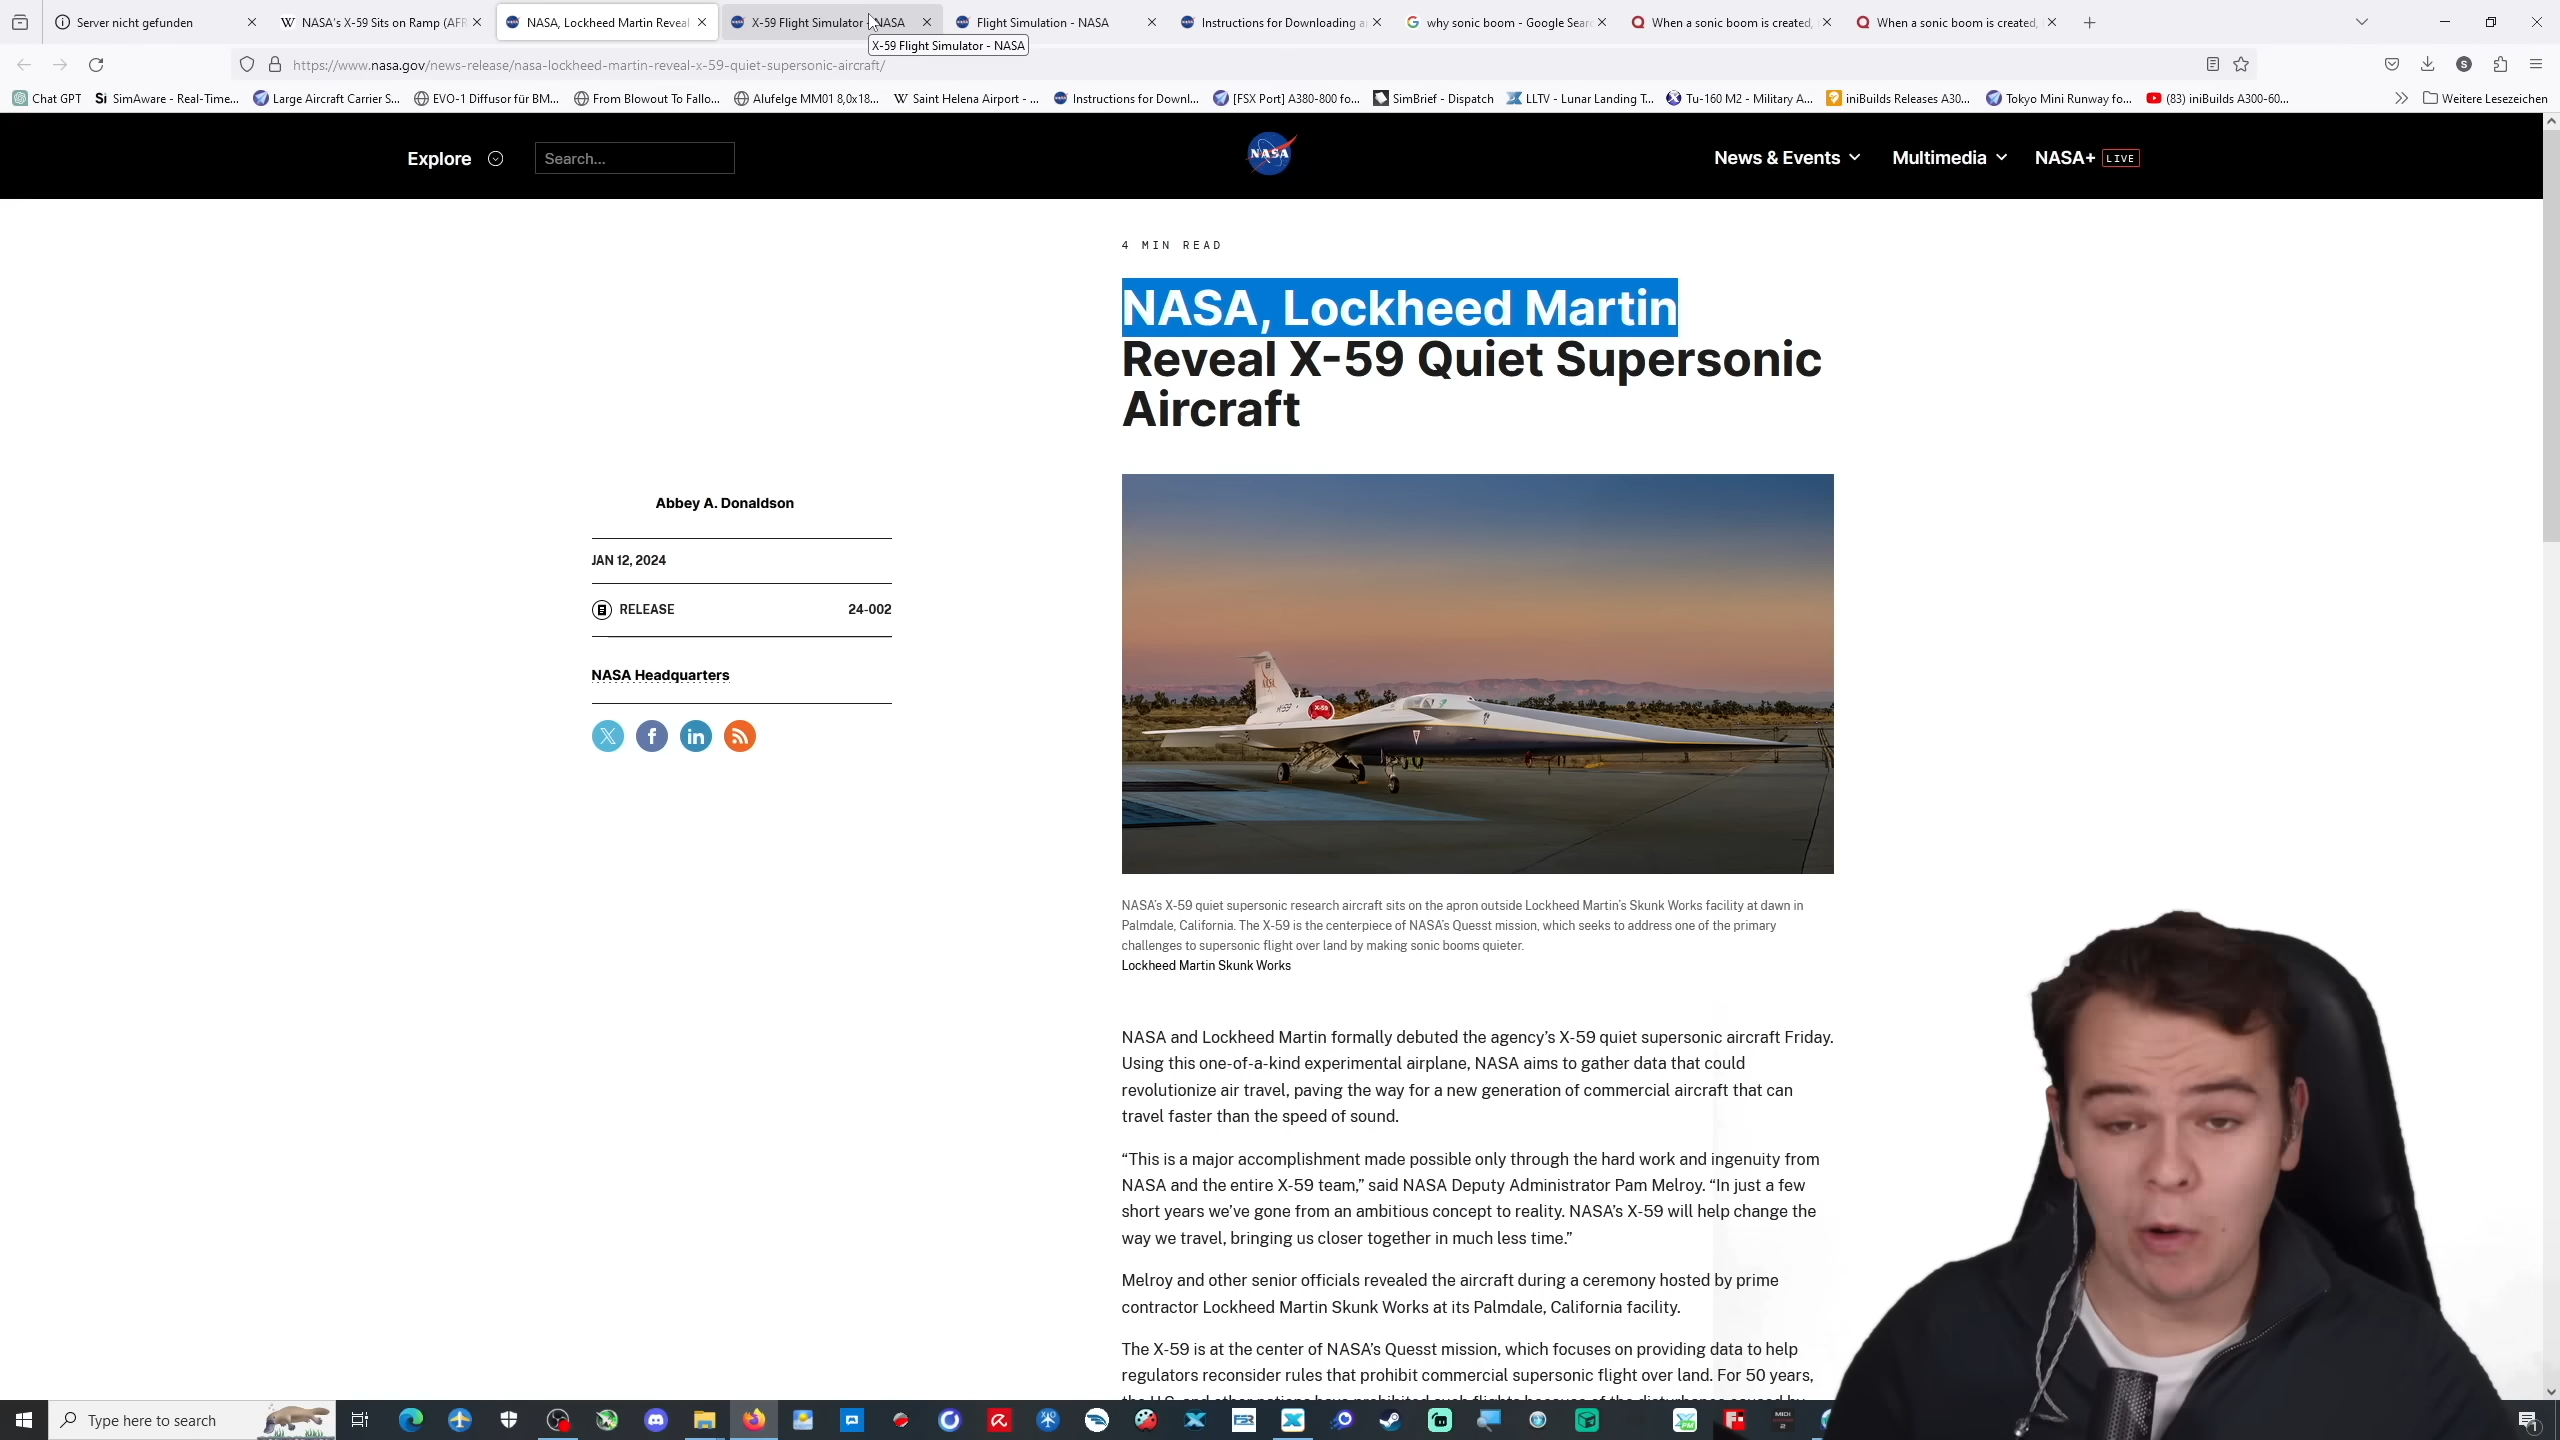 Server nicht gefunden
NASA's X-59 Sits on Ramp (AFR
NASA, Lockheed Martin Reveal
X-59 Flight Simulator - NASA
Flight Simulation - NASA
Instructions for Downloading a
why sonic boom - Google Sear
When a sonic boom is created,
When a sonic boom is created,
X-59 Flight Simulator - NASA
https://www.nasa.gov/news-release/nasa-lockheed-martin-reveal-x-59-quiet-supersonic-aircraft/
S
Chat GPT
Si SimAware - Real-Time...
Large Aircraft Carrier S...
EVO-1 Diffusor für BM...
From Blowout To Fallo...
Alufelge MM01 8,0x18...
Saint Helena Airport - ...
Instructions for Downl...
[FSX Port] A380-800 fo...
SimBrief - Dispatch
LLTV - Lunar Landing T...
Tu-160 M2 - Military A...
iniBuilds Releases A30...
Tokyo Mini Runway fo...
(83) iniBuilds A300-60...
Weitere Lesezeichen
Explore
Search...
NASA
News & Events
Multimedia
NASA+ LIVE
4 MIN READ
NASA, Lockheed Martin
Reveal X-59 Quiet Supersonic
Aircraft
Abbey A. Donaldson
JAN 12, 2024
RELEASE 24-002
NASA Headquarters
NASA
X-59
X-59
NASA's X-59 quiet supersonic research aircraft sits on the apron outside Lockheed Martin's Skunk Works facility at dawn in
Palmdale, California. The X-59 is the centerpiece of NASA's Quesst mission, which seeks to address one of the primary
challenges to supersonic flight over land by making sonic booms quieter.
Lockheed Martin Skunk Works
NASA and Lockheed Martin formally debuted the agency's X-59 quiet supersonic aircraft Friday.
Using this one-of-a-kind experimental airplane, NASA aims to gather data that could
revolutionize air travel, paving the way for a new generation of commercial aircraft that can
travel faster than the speed of sound.
“This is a major accomplishment made possible only through the hard work and ingenuity from
NASA and the entire X-59 team,” said NASA Deputy Administrator Pam Melroy. “In just a few
short years we've gone from an ambitious concept to reality. NASA's X-59 will help change the
way we travel, bringing us closer together in much less time.”
Melroy and other senior officials revealed the aircraft during a ceremony hosted by prime
contractor Lockheed Martin Skunk Works at its Palmdale, California facility.
The X-59 is at the center of NASA's Quesst mission, which focuses on providing data to help
regulators reconsider rules that prohibit commercial supersonic flight over land. For 50 years,
Type here to search
FSR
MIDI
2
1